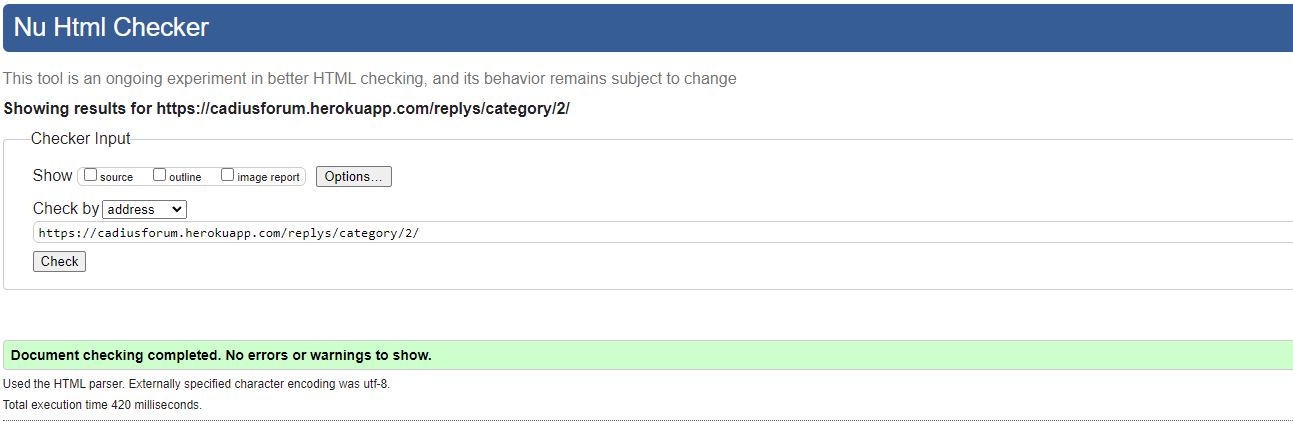 Nu Html Checker
This tool is an ongoing experiment in better HTML checking, and its behavior remains subject to change
Showing results for https://cadiusforum.herokuapp.com/replys/category/2/
Checker Input
Show source outline image report Options...
Check by address
https://cadiusforum.herokuapp.com/replys/category/2/
Check
Document checking completed. No errors or warnings to show.
Used the HTML parser. Externally specified character encoding was utf-8.
Total execution time 420 milliseconds.